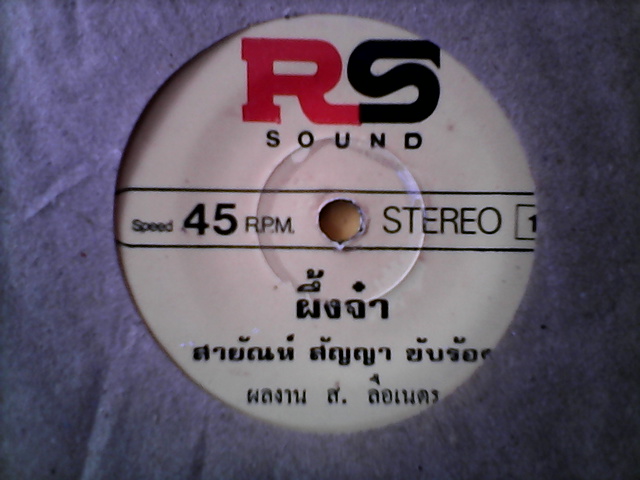 RS
SOUND
Speed 45 R.P.M. STEREO 1
ผึ้งจ๋า
สายัณห์ สัญญา ขับร้อง
ผลงาน ส. ลือเนตร